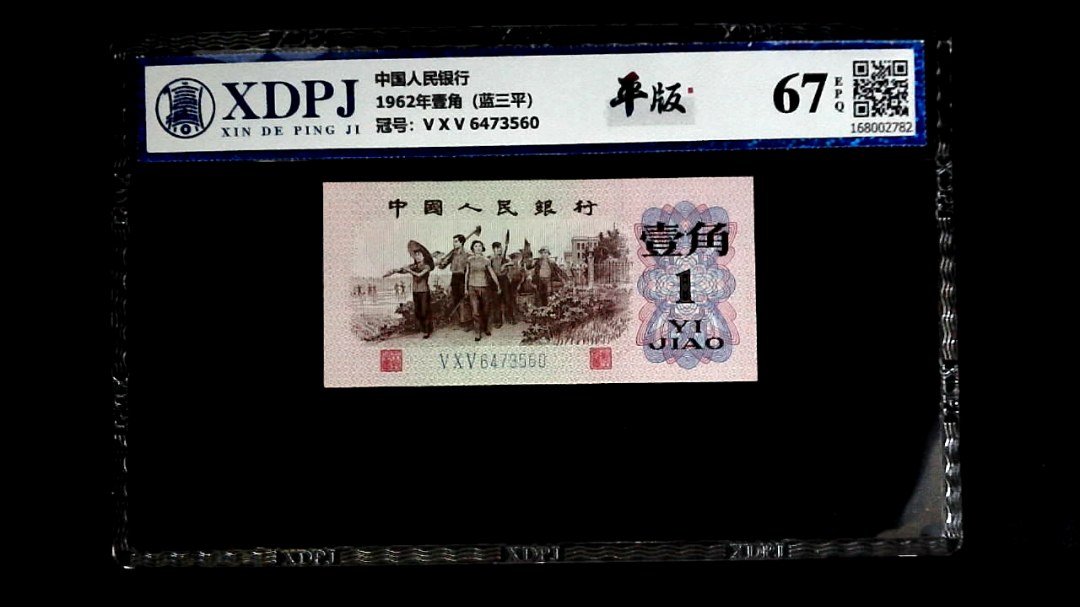 XDPJ
XIN DE PING JI
中国人民银行
1962年壹角（蓝三平）
冠号：VXV 6473560
平版
67
EPQ
168002782
中國人民銀行
壹角
1
YI
JIAO
VXV6473560
XDPJ
XDPJ
XDPJ